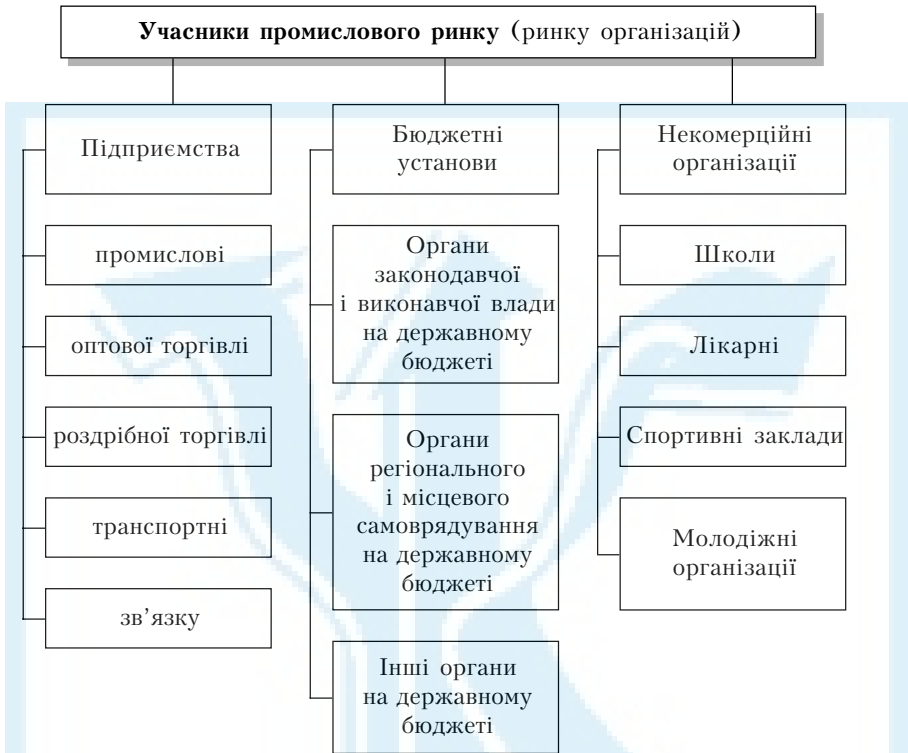 Учасники промислового ринку (ринку організацій)
Підприємства
промислові
оптової торгівлі
роздрібної торгівлі
транспортні
зв’язку
Бюджетні
установи
Органи
законодавчої
і виконавчої влади
на державному
бюджеті
Органи
регіонального
і місцевого
самоврядування
на державному
бюджеті
Інші органи
на державному
бюджеті
Некомерційні
організації
Школи
Лікарні
Спортивні заклади
Молодіжні
організації